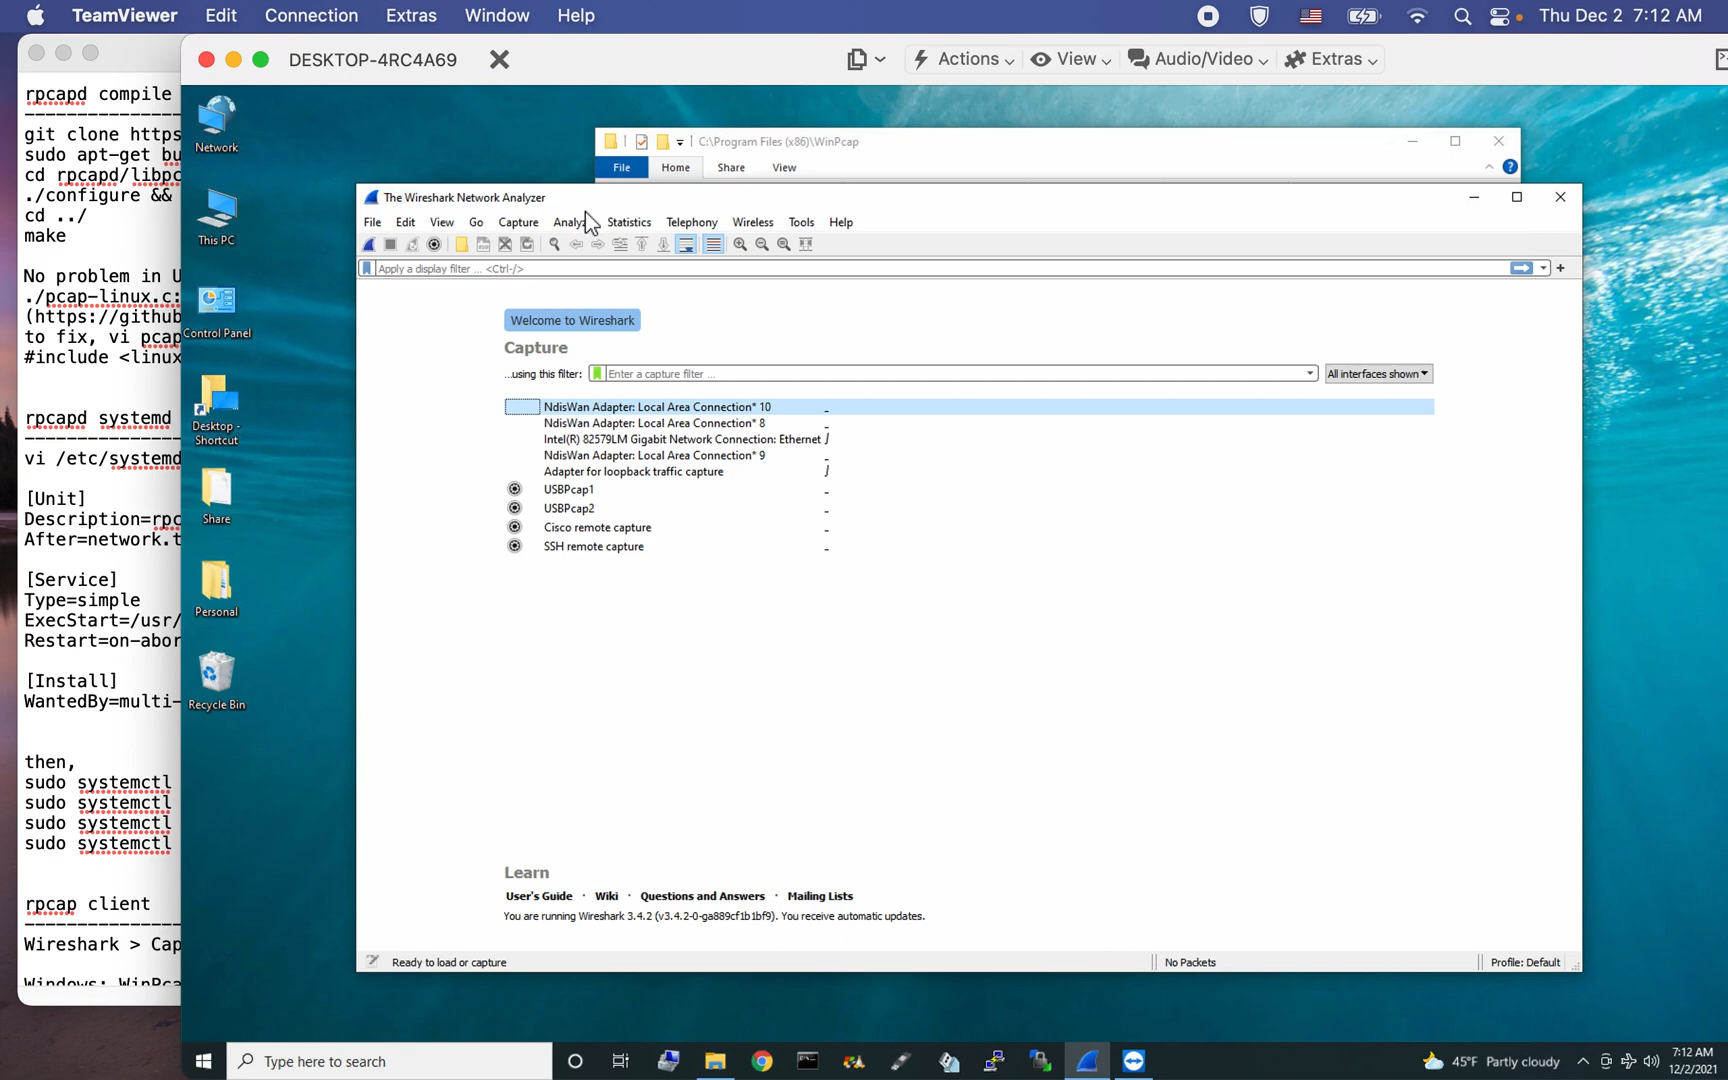 TeamViewer Edit Connection Extras Window Help Thu Dec 2 7:12 AM
DESKTOP-4RC4A69 Actions View Audio/Video Extras
rpcapd compile
git clone https
sudo apt-get bu
cd rpcapd/libpc
./configure &&
cd ../
make
No problem in U
./pcap-linux.c:
(https://github
to fix, vi pcap
#include <linux
rpcapd systemd
vi /etc/systemd
[Unit]
Description=rpc
After=network.t
[Service]
Type=simple
ExecStart=/usr/
Restart=on-abor
[Install]
WantedBy=multi-
then,
sudo systemctl
sudo systemctl
sudo systemctl
sudo systemctl
rpcap client
Wireshark > Cap
Windows: WinPca
Network
This PC
Control Panel
Desktop -
Shortcut
Share
Personal
Recycle Bin
C:\Program Files (x86)\WinPcap
File Home Share View
The Wireshark Network Analyzer
File Edit View Go Capture Analy Statistics Telephony Wireless Tools Help
Apply a display filter ... <Ctrl-/>
Welcome to Wireshark
Capture
...using this filter: Enter a capture filter ... All interfaces shown
NdisWan Adapter: Local Area Connection* 10
NdisWan Adapter: Local Area Connection* 8
Intel(R) 82579LM Gigabit Network Connection: Ethernet
NdisWan Adapter: Local Area Connection* 9
Adapter for loopback traffic capture
USBPcap1
USBPcap2
Cisco remote capture
SSH remote capture
Learn
User's Guide · Wiki · Questions and Answers · Mailing Lists
You are running Wireshark 3.4.2 (v3.4.2-0-ga889cf1b1bf9). You receive automatic updates.
Ready to load or capture No Packets Profile: Default
Type here to search 45°F Partly cloudy 7:12 AM
12/2/2021